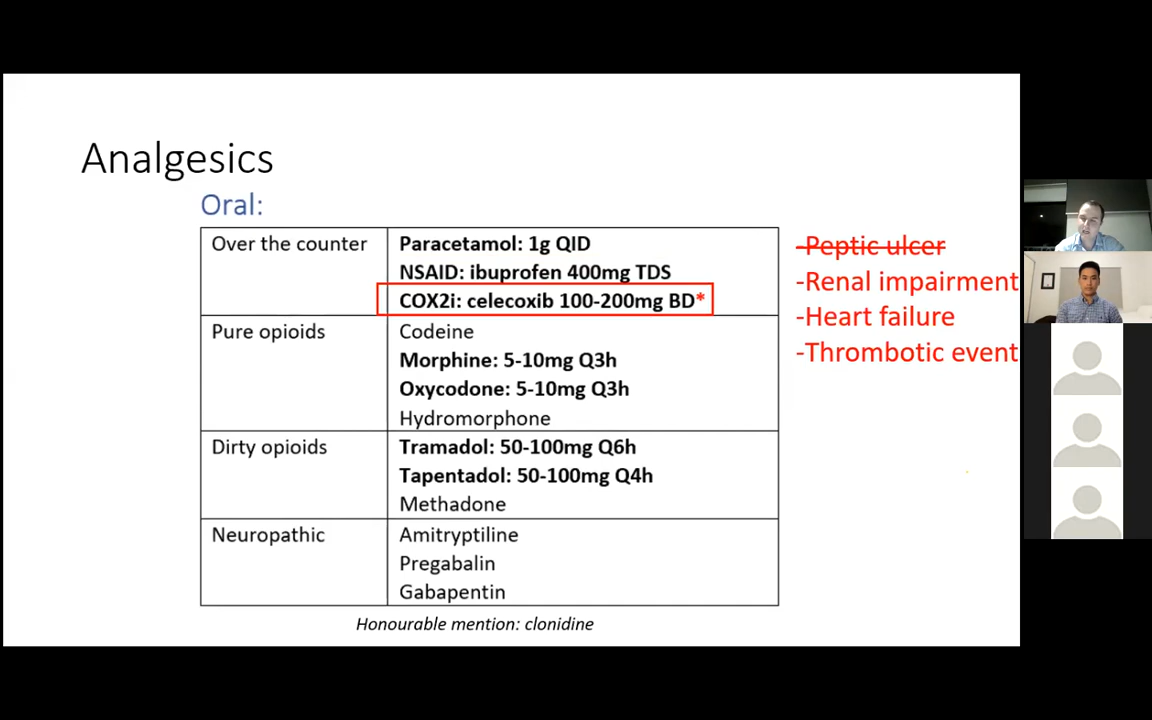 Analgesics
Oral:
Over the counter
Paracetamol: 1g QID
NSAID: ibuprofen 400mg TDS
COX2i: celecoxib 100-200mg BD*
Pure opioids
Codeine
Morphine: 5-10mg Q3h
Oxycodone: 5-10mg Q3h
Hydromorphone
Dirty opioids
Tramadol: 50-100mg Q6h
Tapentadol: 50-100mg Q4h
Methadone
Neuropathic
Amitryptiline
Pregabalin
Gabapentin
Honourable mention: clonidine
-Peptic ulcer
-Renal impairment
-Heart failure
-Thrombotic event